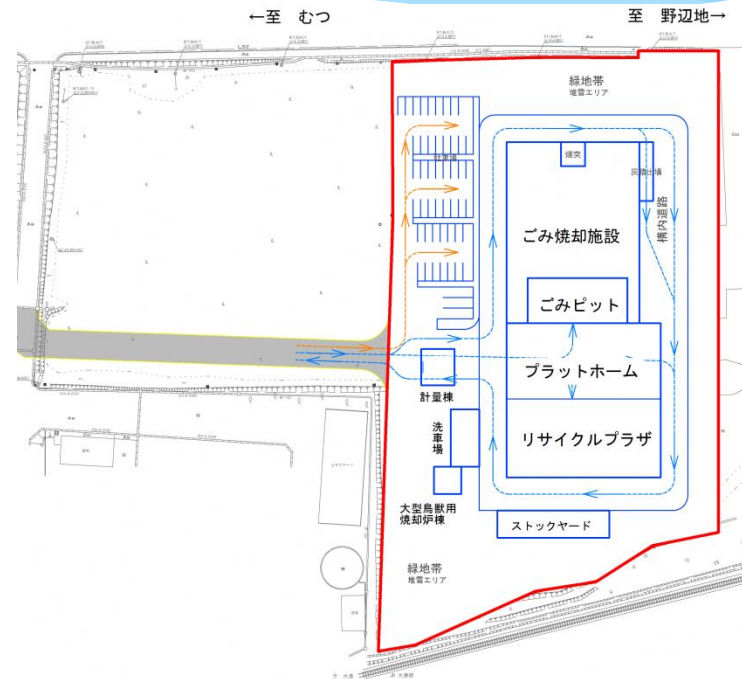 ←至 むつ
至 野辺地→
緑地帯
堆雪エリア
駐車場
煙突
灰積出場
構内道路
ごみ焼却施設
ごみピット
プラットホーム
計量棟
リサイクルプラザ
洗車場
大型鳥獣用
焼却炉棟
ストックヤード
緑地帯
堆雪エリア